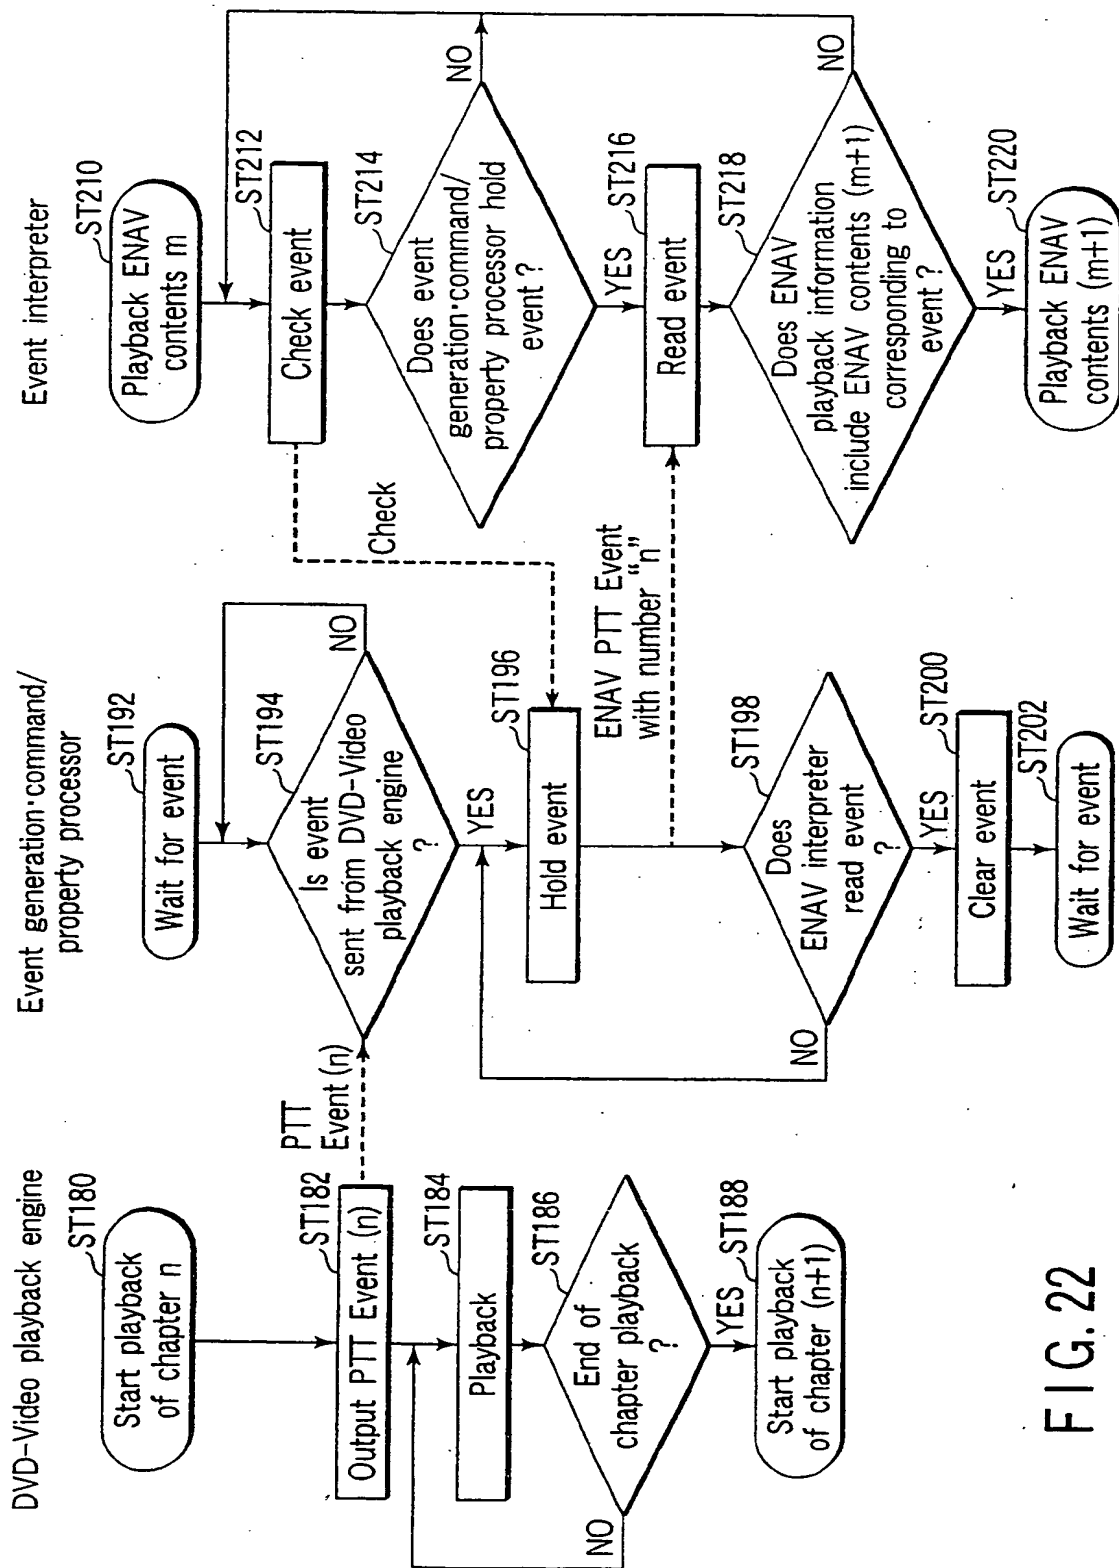 DVD-Video playback engine
ST180
Start playback
of chapter n
ST182
Output PTT Event (n)
PTT
Event (n)
ST184
Playback
ST186
End of
chapter playback
?
NO
YES
ST188
Start playback
of chapter (n+1)
Event generation·command/
property processor
ST192
Wait for event
ST194
Is event
sent from DVD-Video
playback engine
?
NO
YES
ST196
Hold event
ENAV PTT Event
with number "n"
ST198
Does
ENAV interpreter
read event
?
NO
YES
ST200
Clear event
ST202
Wait for event
Event interpreter
ST210
Playback ENAV
contents m
ST212
Check event
Check
ST214
Does event
generation·command/
property processor hold
event ?
NO
YES
ST216
Read event
ST218
Does ENAV
playback information
include ENAV contents (m+1)
corresponding to
event ?
NO
YES
ST220
Playback ENAV
contents (m+1)
FIG. 22